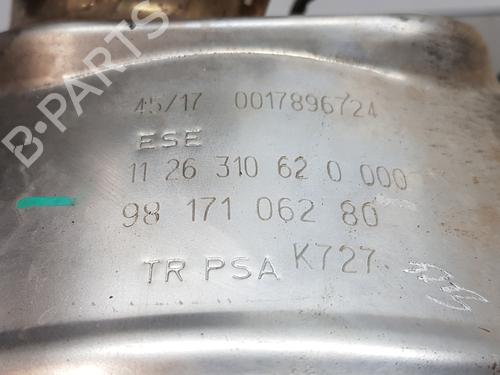 45/17 0017896724
ESE
11 26 310 62 0 000
98 171 062 80
TR PSA K727
B-PARTS